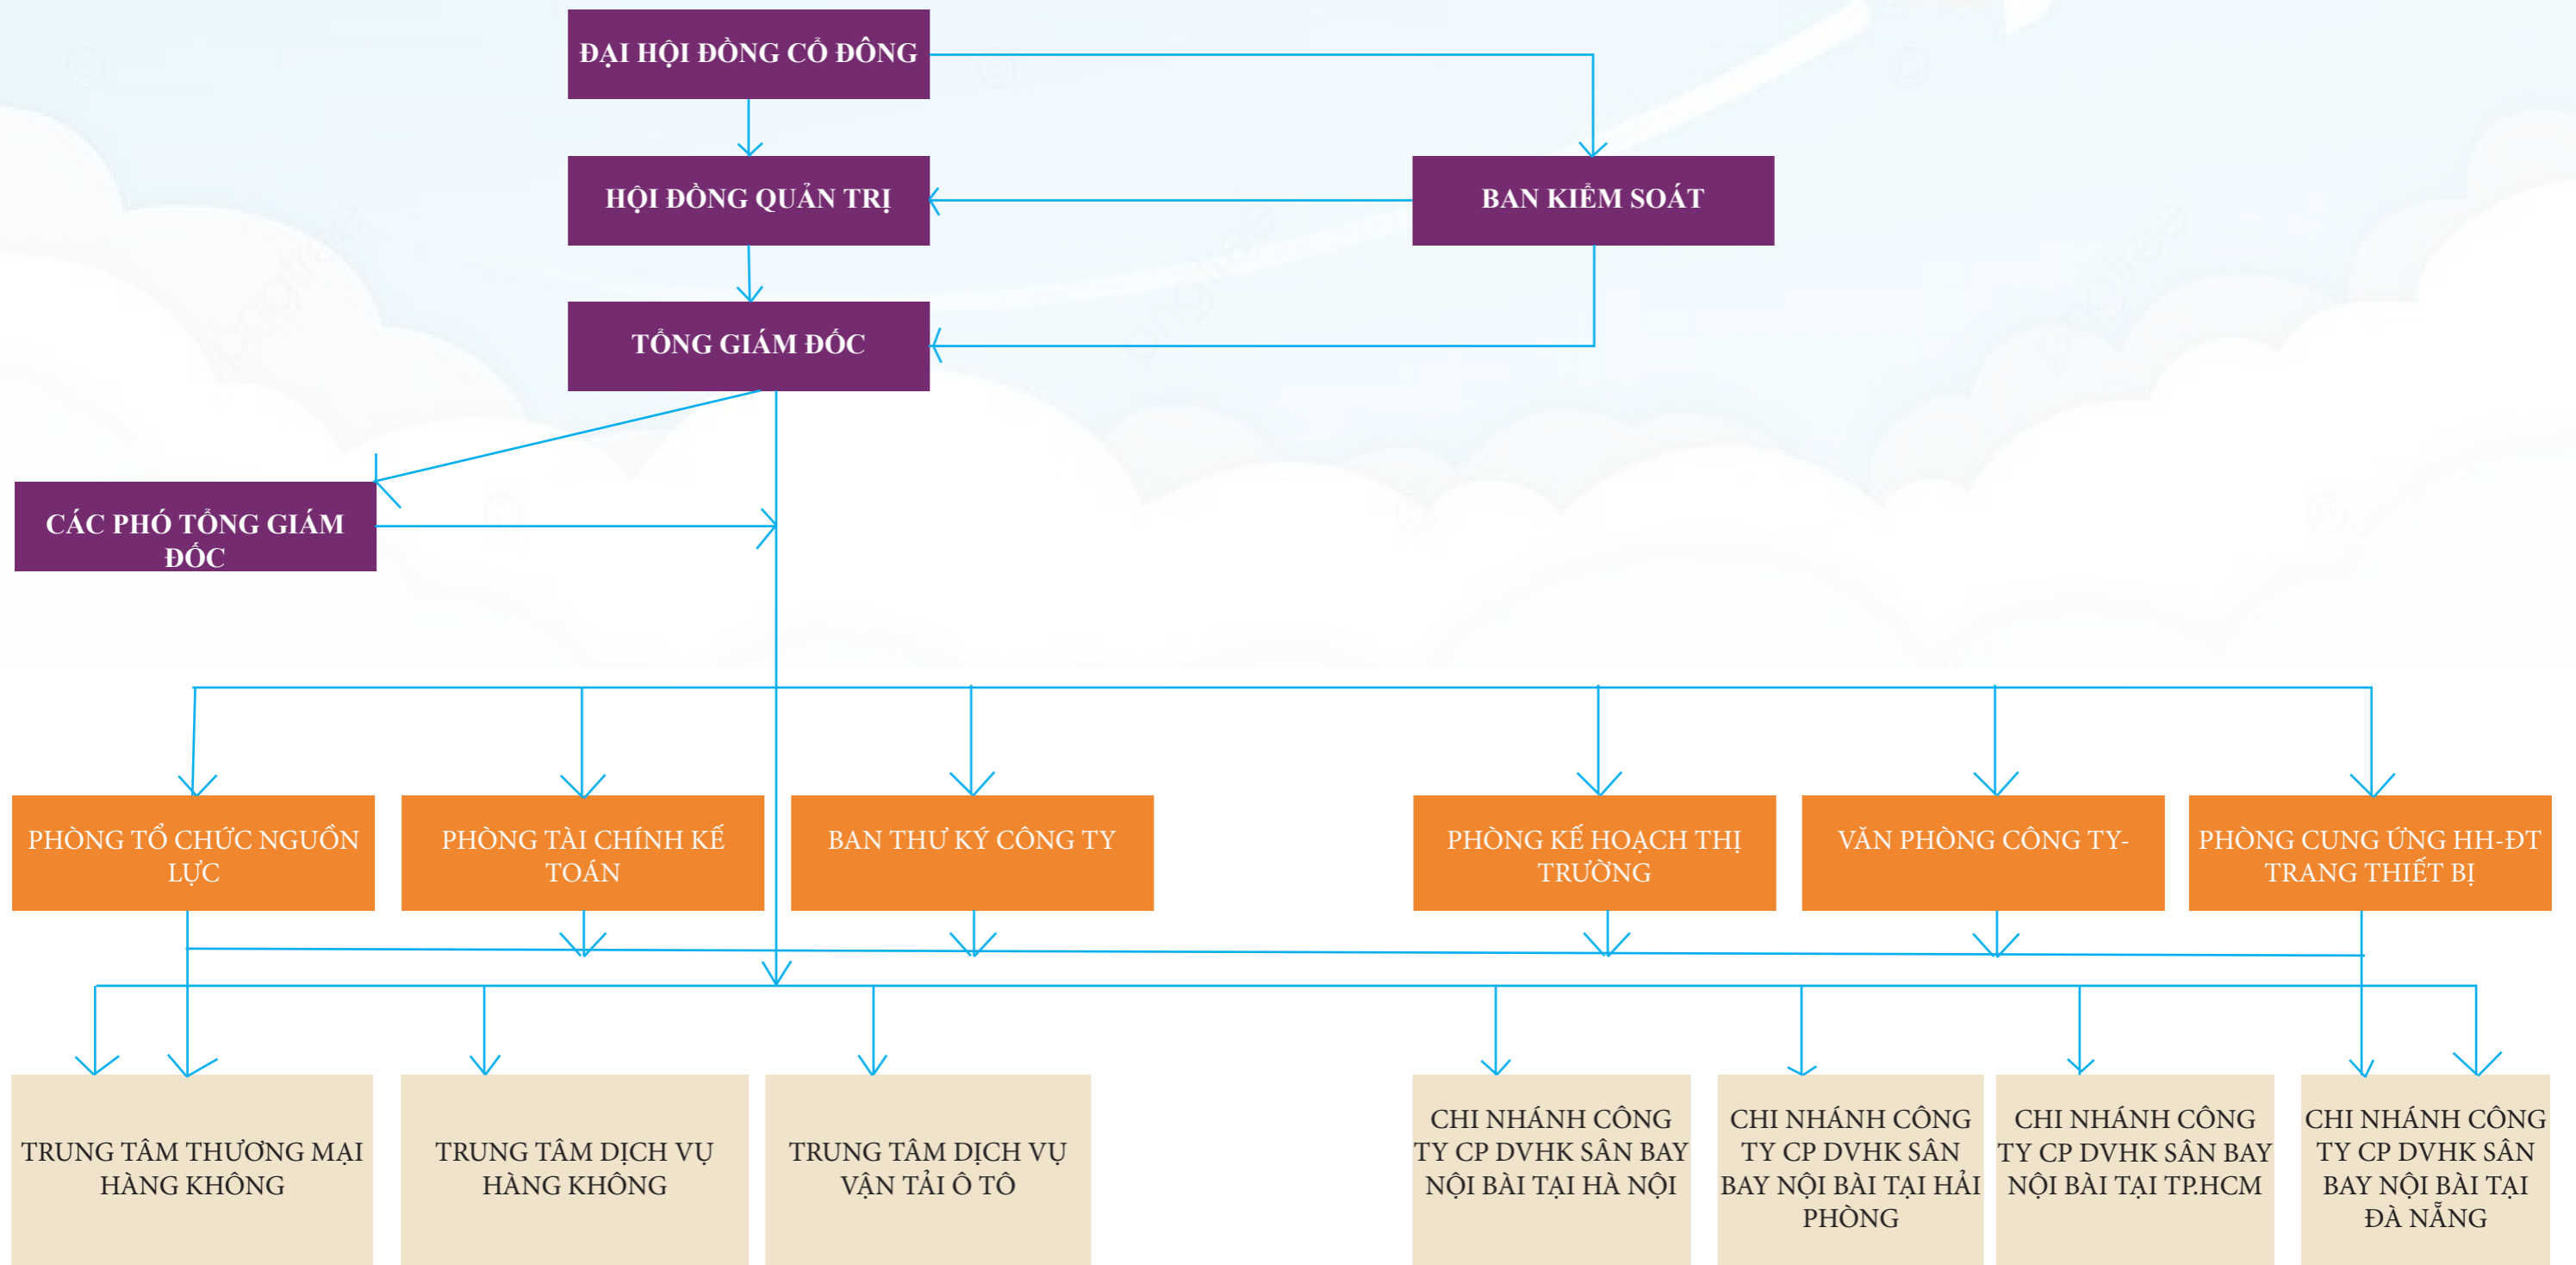 ĐẠI HỘI ĐỒNG CỔ ĐÔNG
HỘI ĐỒNG QUẢN TRỊ
BAN KIỂM SOÁT
TỔNG GIÁM ĐỐC
CÁC PHÓ TỔNG GIÁM
ĐỐC
PHÒNG TỔ CHỨC NGUỒN
LỰC
PHÒNG TÀI CHÍNH KẾ
TOÁN
BAN THƯ KÝ CÔNG TY
PHÒNG KẾ HOẠCH THỊ
TRƯỜNG
VĂN PHÒNG CÔNG TY-
PHÒNG CUNG ỨNG HH-ĐT
TRANG THIẾT BỊ
TRUNG TÂM THƯƠNG MẠI
HÀNG KHÔNG
TRUNG TÂM DỊCH VỤ
HÀNG KHÔNG
TRUNG TÂM DỊCH VỤ
VẬN TẢI Ô TÔ
CHI NHÁNH CÔNG
TY CP DVHK SÂN BAY
NỘI BÀI TẠI HÀ NỘI
CHI NHÁNH CÔNG
TY CP DVHK SÂN
BAY NỘI BÀI TẠI HẢI
PHÒNG
CHI NHÁNH CÔNG
TY CP DVHK SÂN BAY
NỘI BÀI TẠI TP.HCM
CHI NHÁNH CÔNG
TY CP DVHK SÂN
BAY NỘI BÀI TẠI
ĐÀ NẴNG
pngtree
pngtree
pngtree